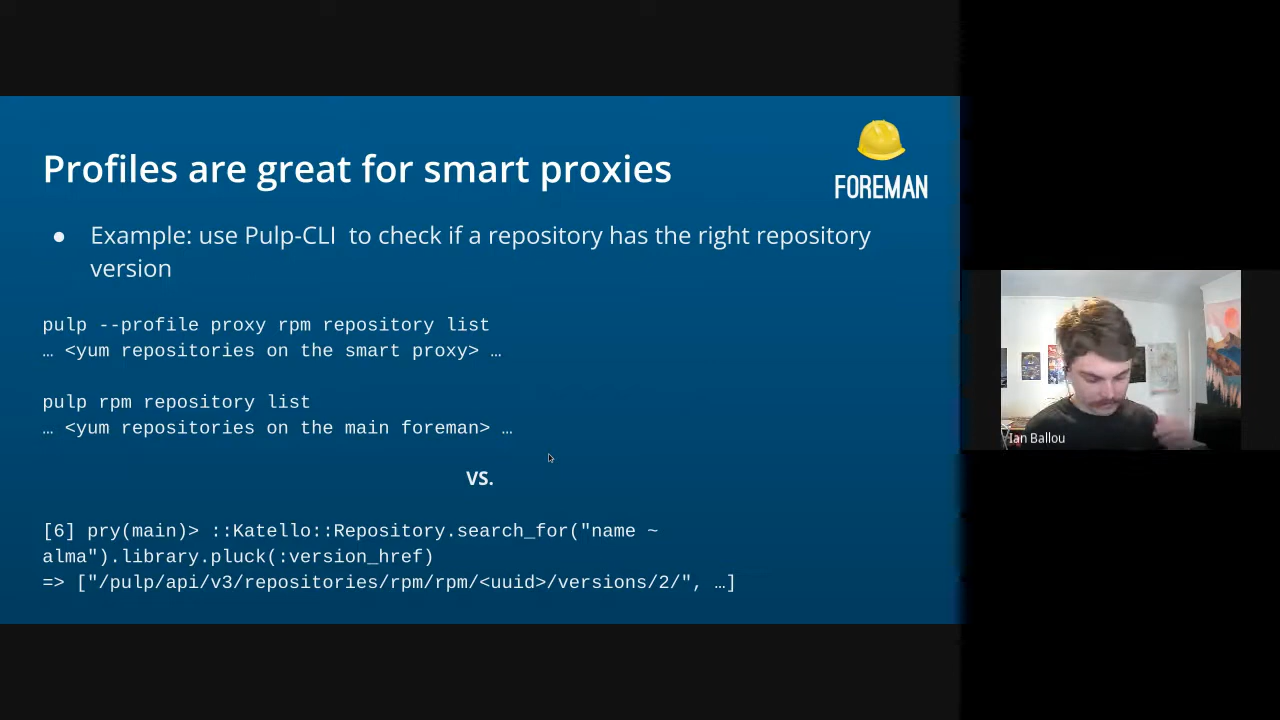 Profiles are great for smart proxies
FOREMAN
● Example: use Pulp-CLI to check if a repository has the right repository
version
pulp --profile proxy rpm repository list
… <yum repositories on the smart proxy> …
pulp rpm repository list
… <yum repositories on the main foreman> …
vs.
[6] pry(main)> ::Katello::Repository.search_for("name ~
alma").library.pluck(:version_href)
=> ["/pulp/api/v3/repositories/rpm/rpm/<uuid>/versions/2/", …]
Ian Ballou